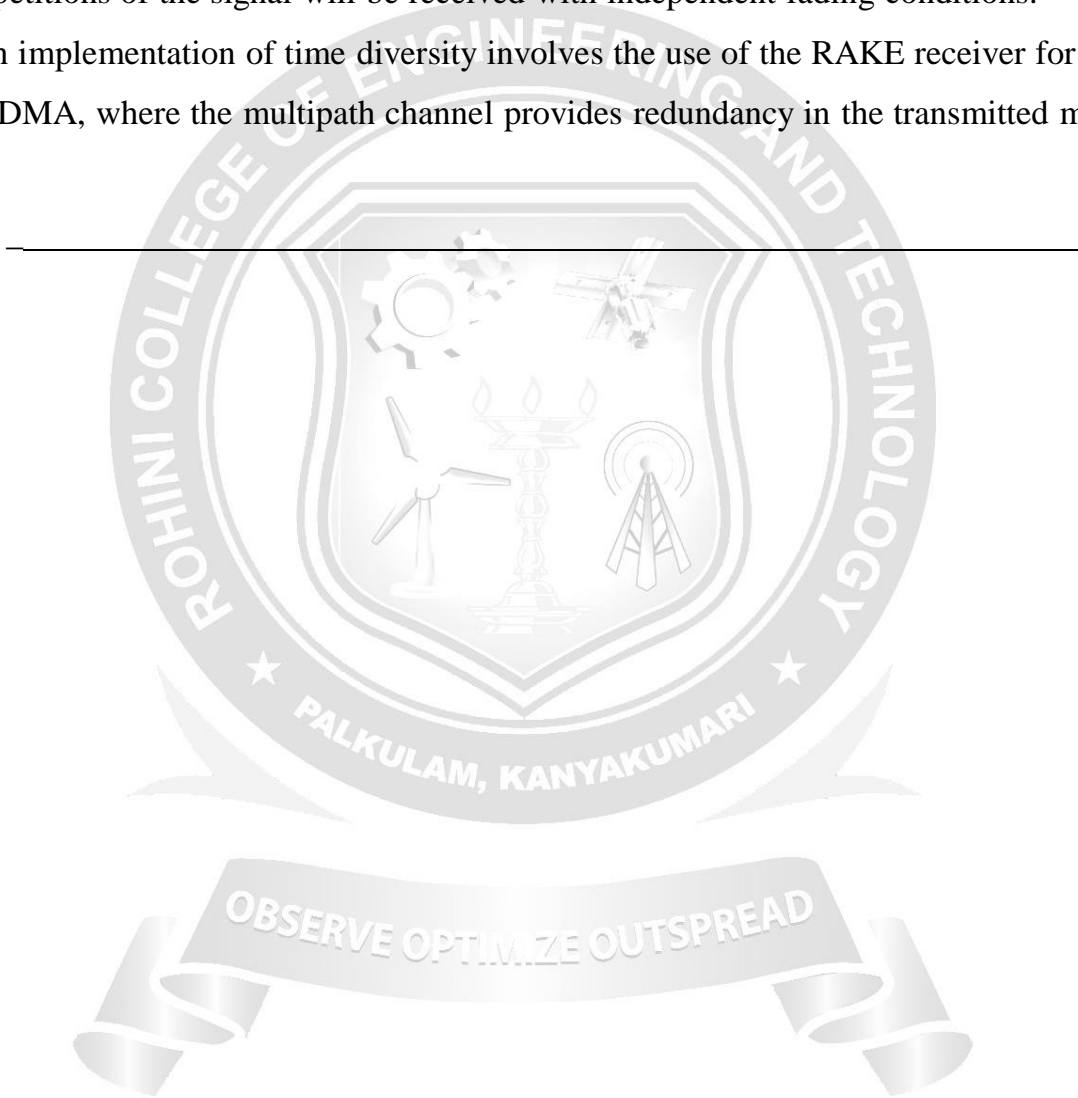 petitions of the signal will be received with independent fading conditions.
n implementation of time diversity involves the use of the RAKE receiver for
DMA, where the multipath channel provides redundancy in the transmitted m
ROHINI COLLEGE OF ENGINEERING AND TECHNOLOGY
PALKULAM, KANYAKUMARI
OBSERVE OPTIMIZE OUTSPREAD